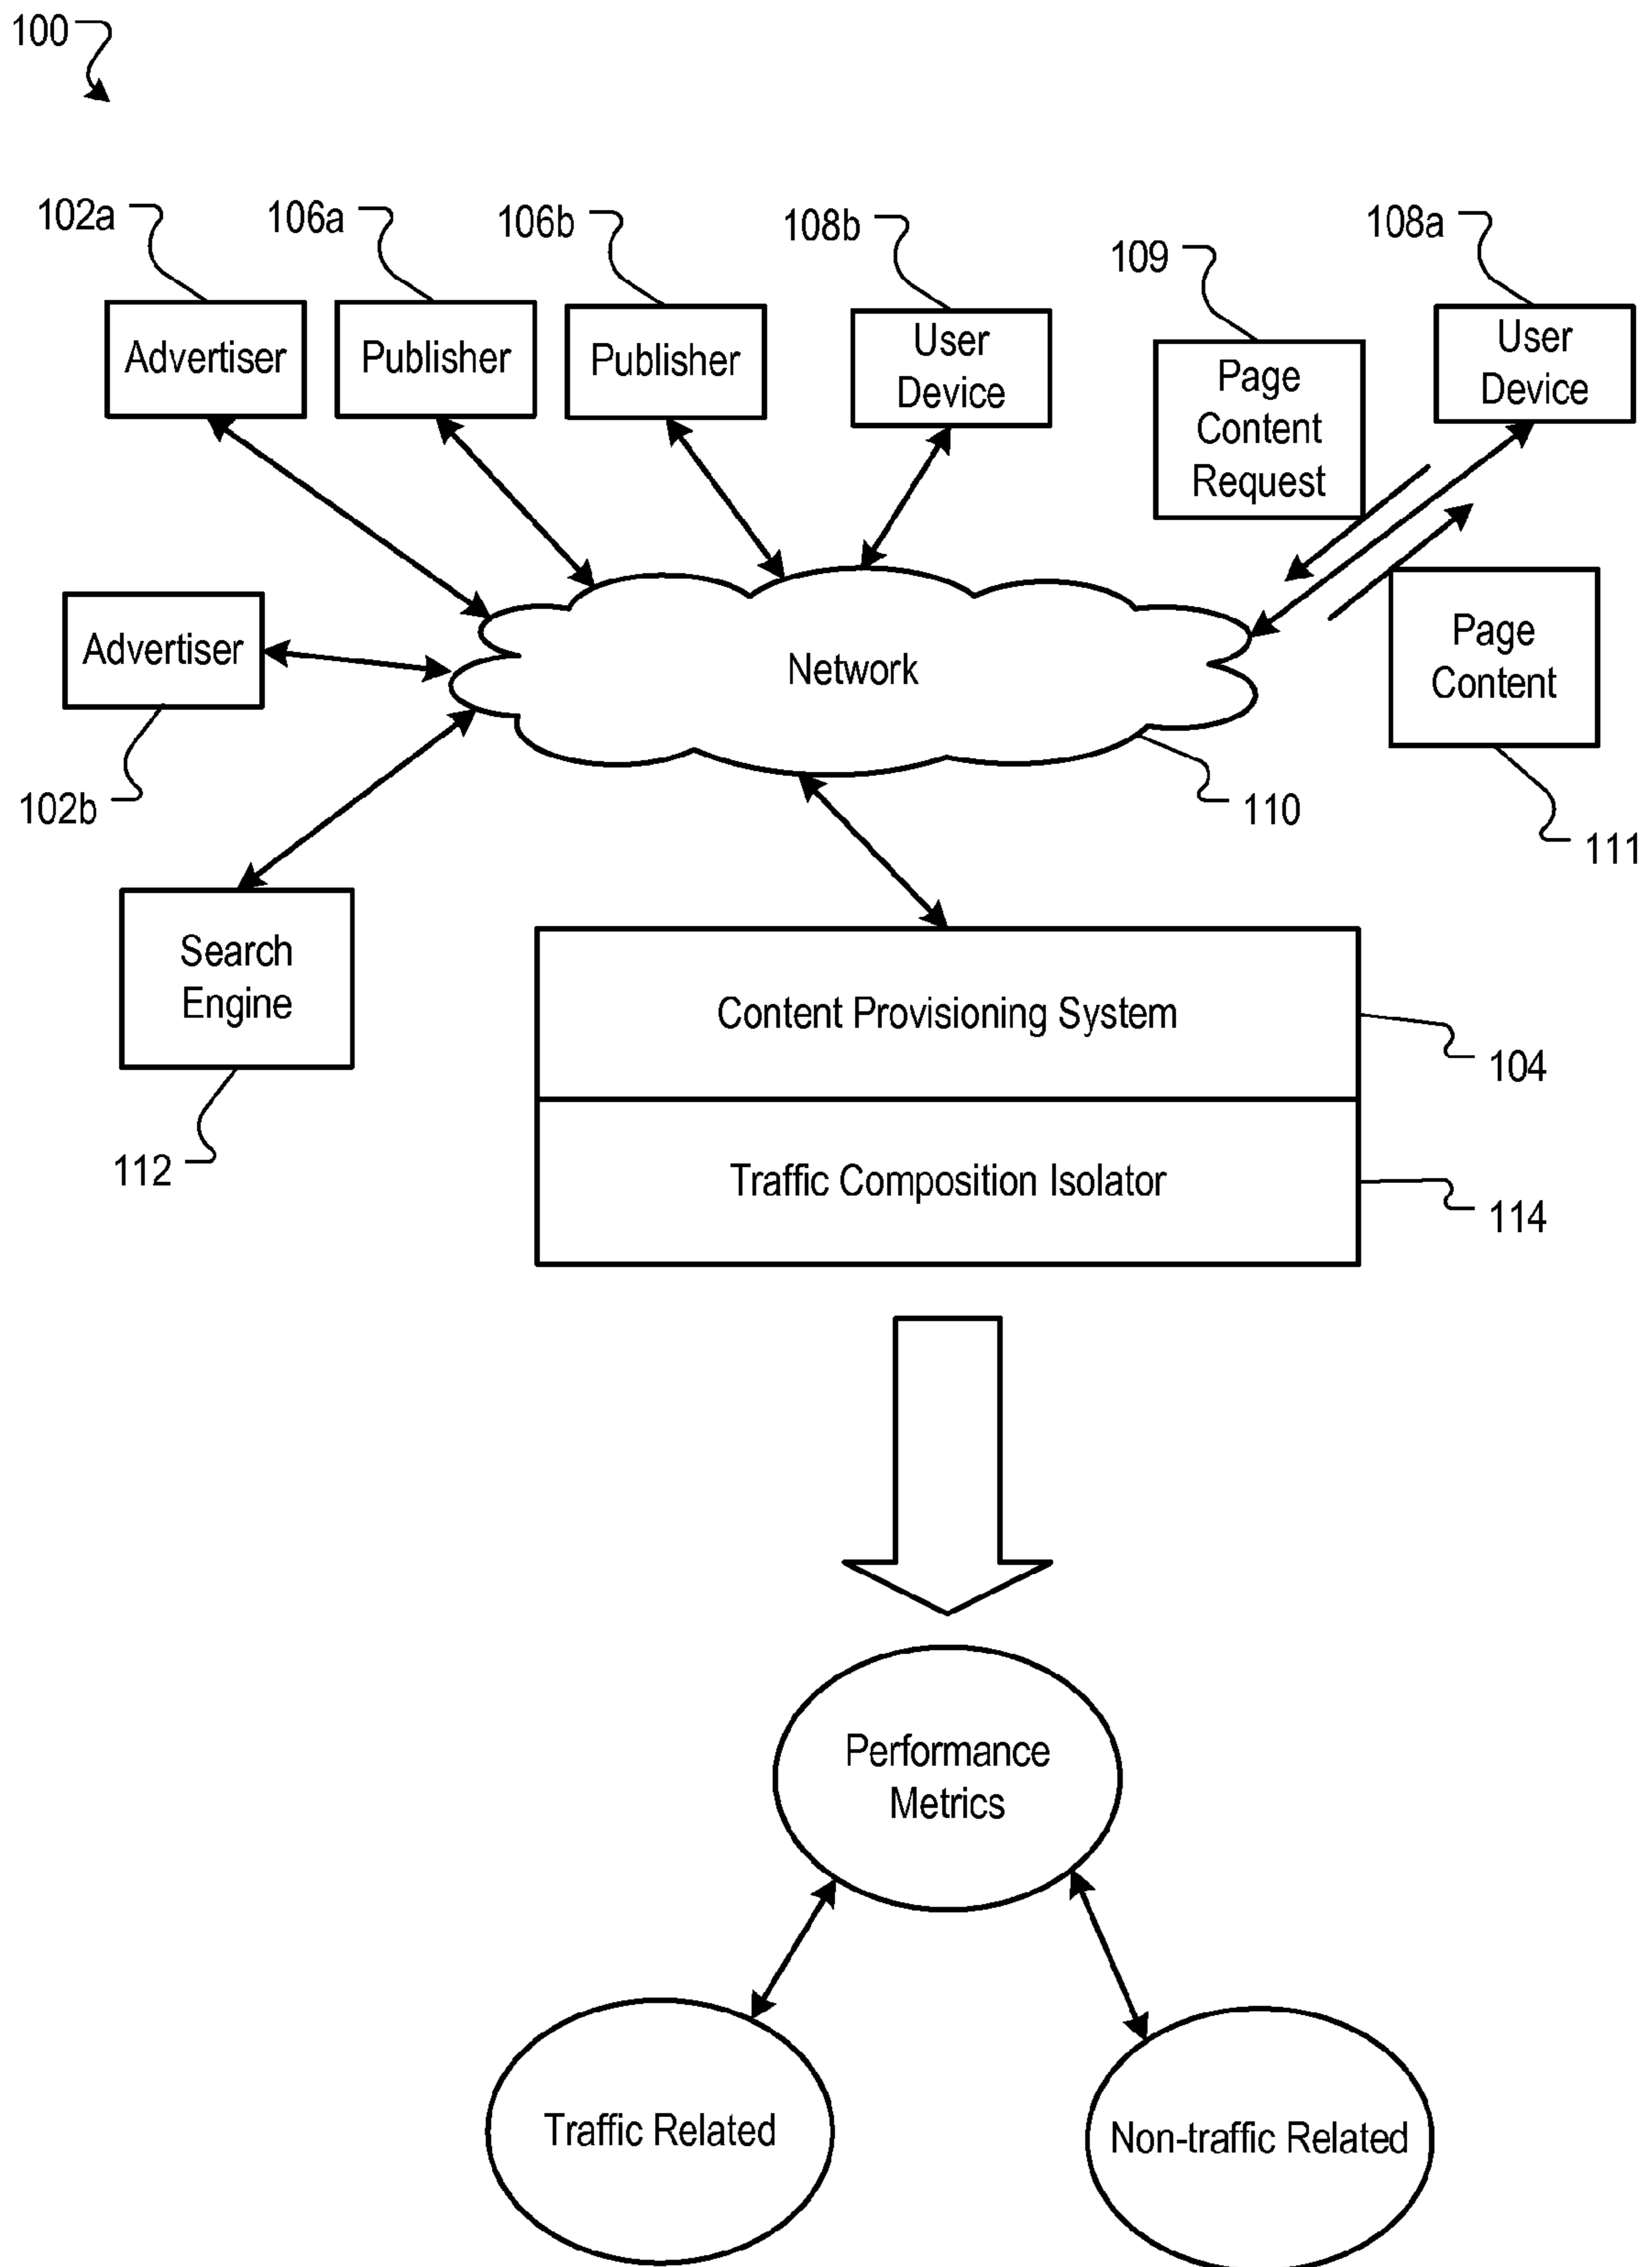 100
102a
106a
106b
108b
109
108a
Advertiser
Publisher
Publisher
User
Device
Page
Content
Request
User
Device
Advertiser
Network
Page
Content
102b
110
111
Search
Engine
Content Provisioning System
104
112
Traffic Composition Isolator
114
Performance
Metrics
Traffic Related
Non-traffic Related